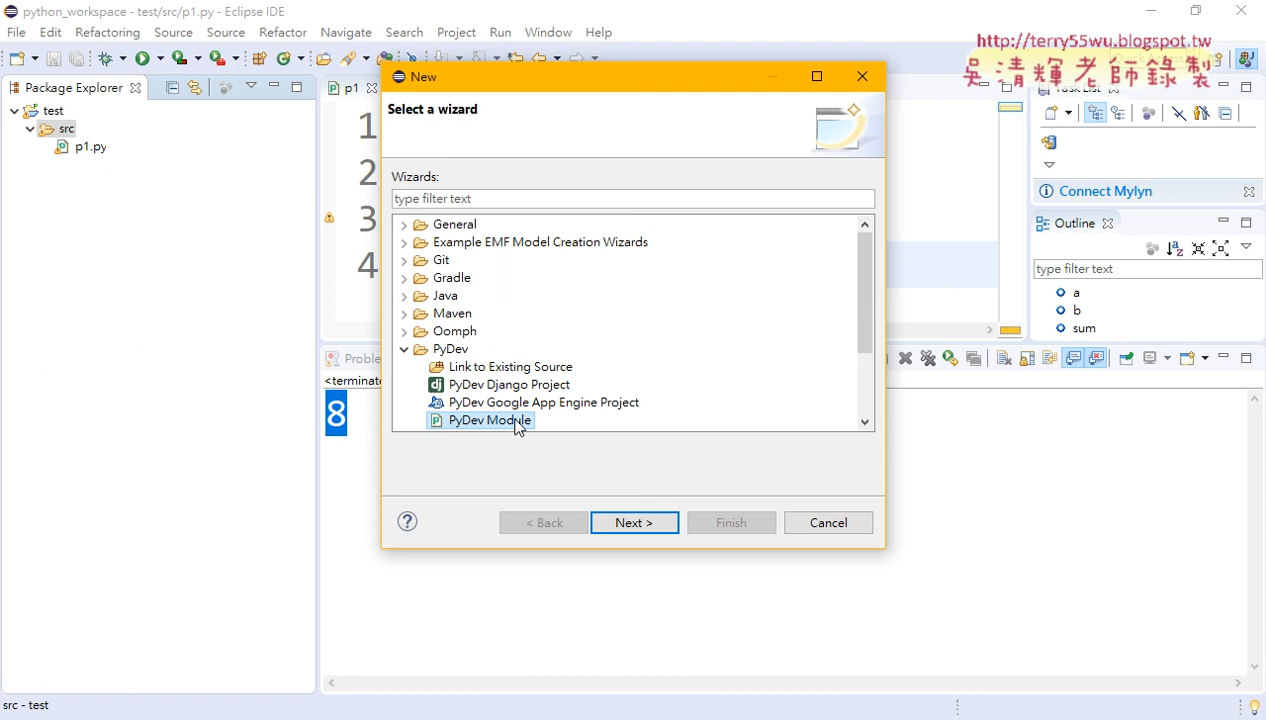 python_workspace - test/src/p1.py - Eclipse IDE
File Edit Refactoring Source Source Refactor Navigate Search Project Run Window Help
http://terry55wu.blogspot.tw
吳清輝老師錄製
Package Explorer
test
src
p1.py
p1
1
2
3
4
New
Select a wizard
Wizards:
type filter text
General
Example EMF Model Creation Wizards
Git
Gradle
Java
Maven
Oomph
PyDev
Link to Existing Source
PyDev Django Project
PyDev Google App Engine Project
PyDev Module
< Back
Next >
Finish
Cancel
Task List
Connect Mylyn
Outline
type filter text
a
b
sum
Proble
<terminate
8
src - test